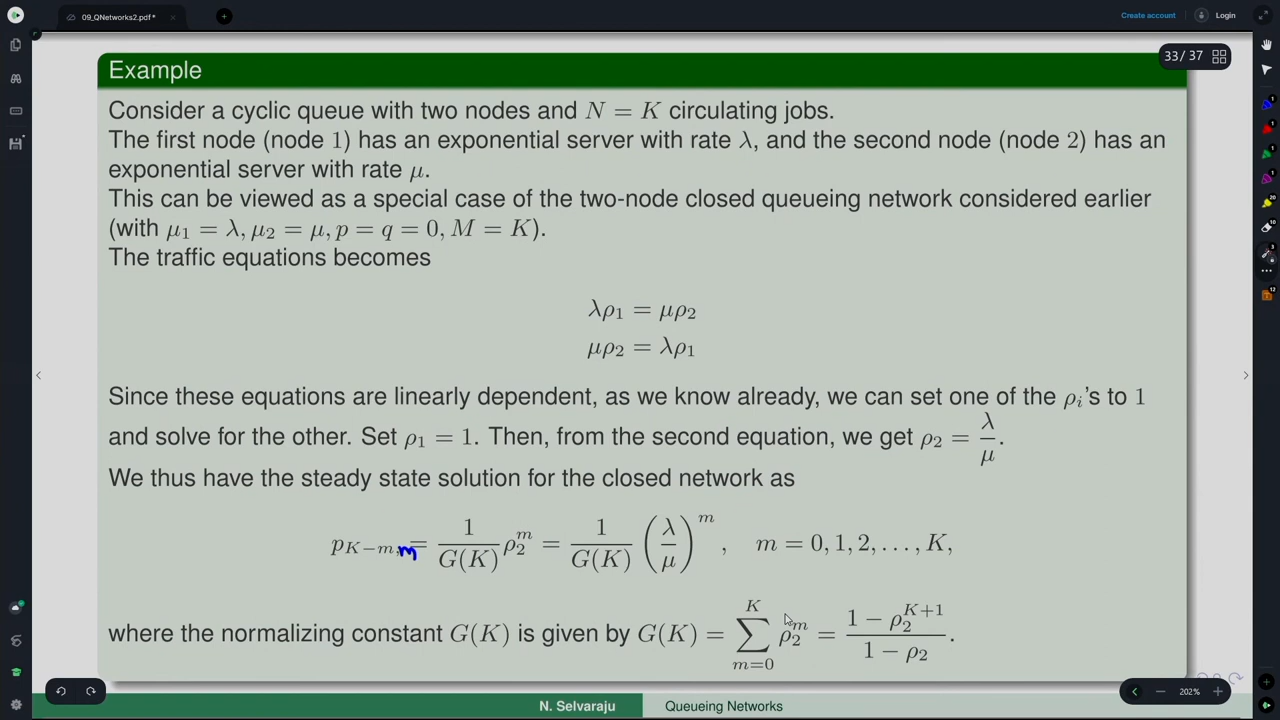 09_QNetworks2.pdf*
Create account
Login
33 / 37
Example
Consider a cyclic queue with two nodes and N = K circulating jobs.
The first node (node 1) has an exponential server with rate λ, and the second node (node 2) has an
exponential server with rate μ.
This can be viewed as a special case of the two-node closed queueing network considered earlier
(with μ₁ = λ, μ₂ = μ, p = q = 0, M = K).
The traffic equations becomes
λρ₁ = μρ₂
μρ₂ = λρ₁
Since these equations are linearly dependent, as we know already, we can set one of the ρᵢ's to 1
and solve for the other. Set ρ₁ = 1. Then, from the second equation, we get ρ₂ = λ/μ.
We thus have the steady state solution for the closed network as
p_{K−m,m} = 1/G(K) ρ₂^m = 1/G(K) (λ/μ)^m, m = 0, 1, 2, . . . , K,
where the normalizing constant G(K) is given by G(K) = ∑_{m=0}^{K} ρ₂^m = (1 − ρ₂^{K+1})/(1 − ρ₂).
202%
N. Selvaraju Queueing Networks